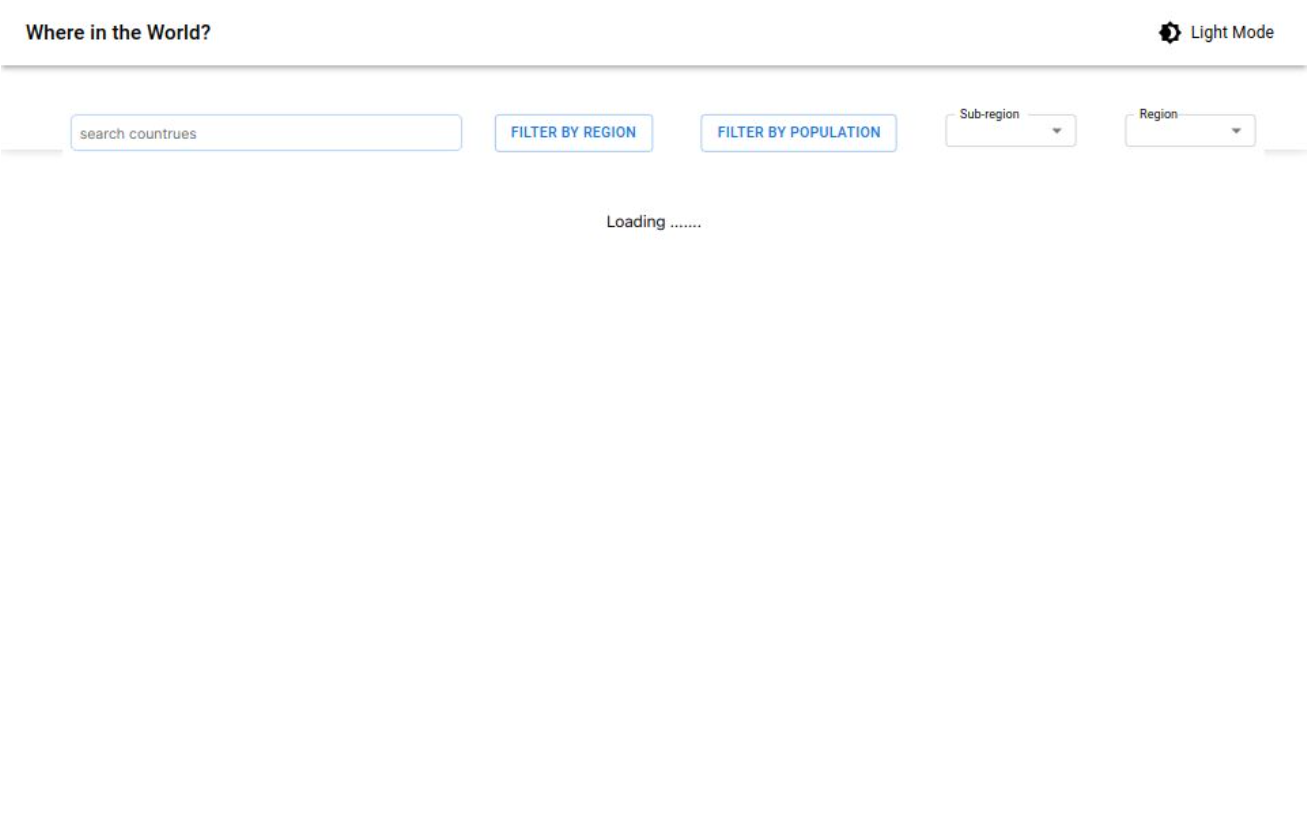 Where in the World?
Light Mode
search countrues
FILTER BY REGION
FILTER BY POPULATION
Sub-region
Region
Loading .......